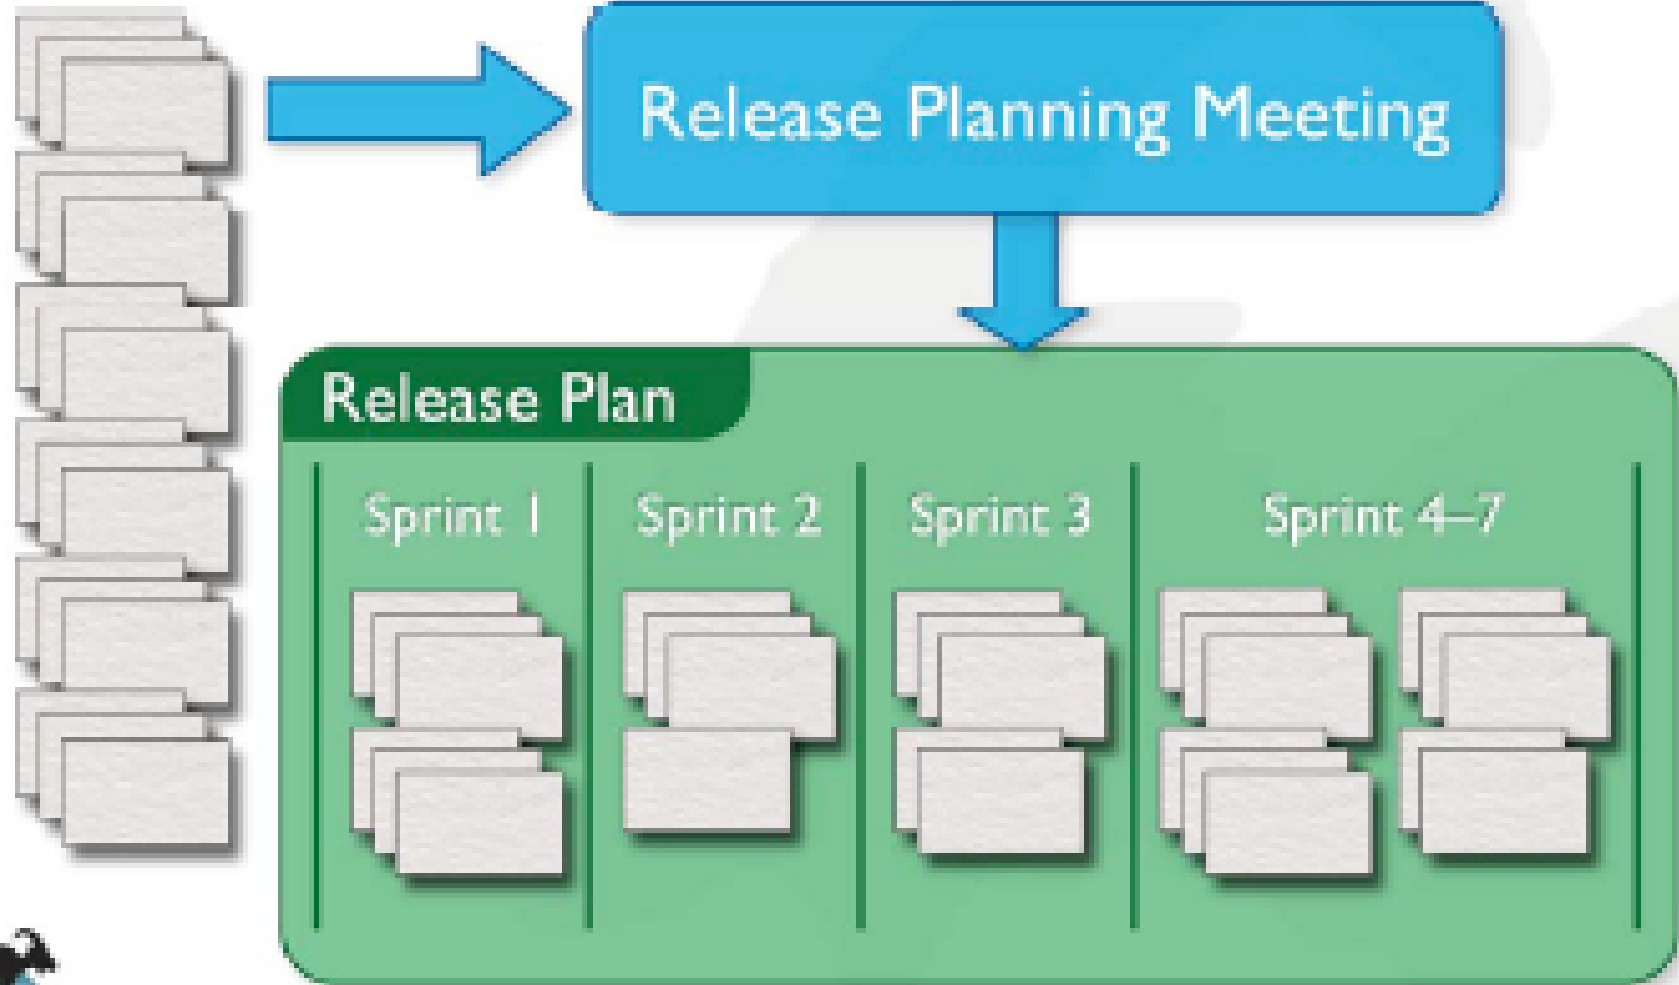 Release Planning Meeting
Release Plan
Sprint 1
Sprint 2
Sprint 3
Sprint 4–7